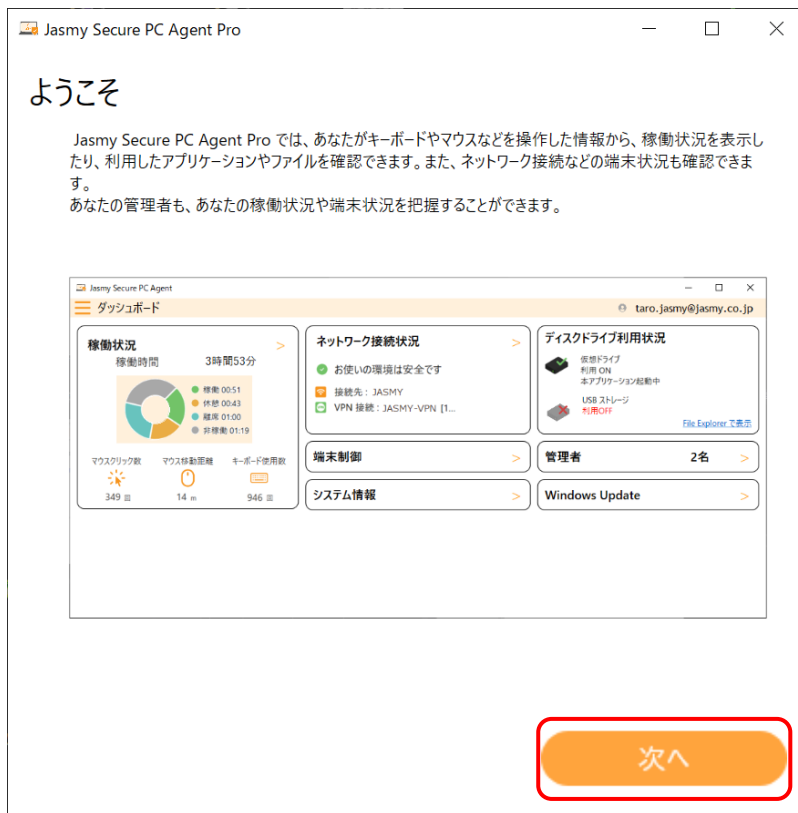 Jasmy Secure PC Agent Pro
ようこそ
Jasmy Secure PC Agent Pro では、あなたがキーボードやマウスなどを操作した情報から、稼働状況を表示し
たり、利用したアプリケーションやファイルを確認できます。また、ネットワーク接続などの端末状況も確認できま
す。
あなたの管理者も、あなたの稼働状況や端末状況を把握することができます。
Jasmy Secure PC Agent
ダッシュボード
taro.jasmy@jasmy.co.jp
稼働状況 >
稼働時間 3時間53分
稼働 00:51
休憩 00:43
離席 01:00
非稼働 01:19
マウスクリック数 マウス移動距離 キーボード使用数
349 回 14 m 946 回
ネットワーク接続状況 >
お使いの環境は安全です
接続先: JASMY
VPN 接続: JASMY-VPN [1...
ディスクドライブ利用状況
仮想ドライブ
利用 ON
本アプリケーション起動中
USB ストレージ
利用OFF
File Explorer で表示
端末制御 >
管理者 2名 >
システム情報 >
Windows Update >
次へ